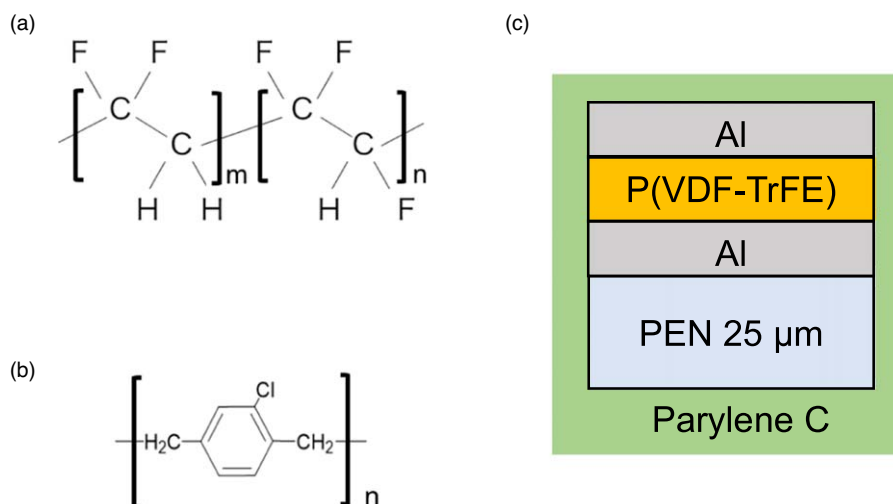 (a)
F F F F
C C
C C
m n
H H H F
(b)
Cl
H₂C CH₂
n
(c)
Al
P(VDF-TrFE)
Al
PEN 25 μm
Parylene C